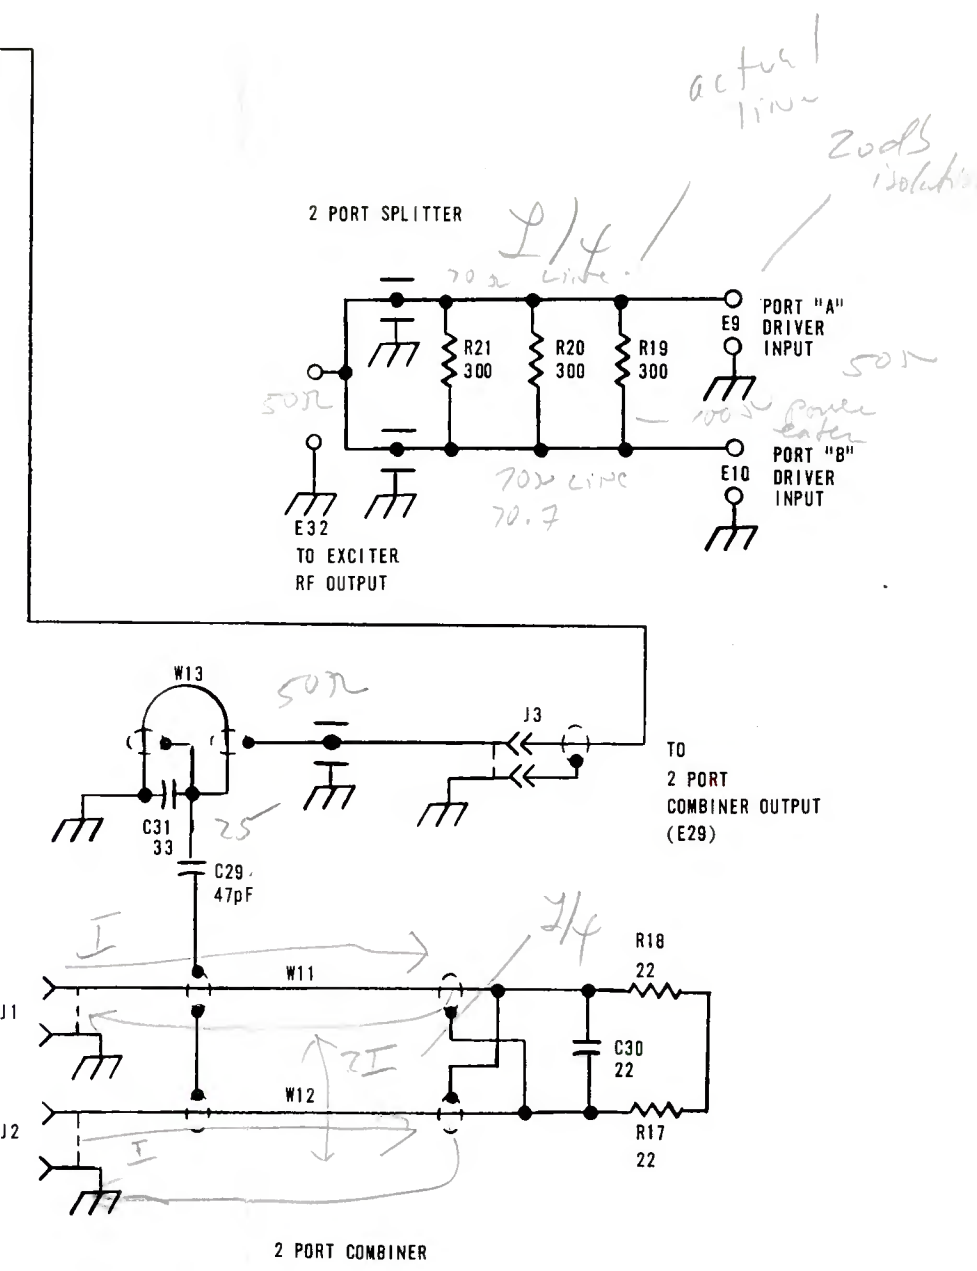 actual
line
20db
2 PORT SPLITTER
70Ω Line
E9
PORT "A"
DRIVER
INPUT
R21
300
R20
300
R19
300
50Ω
50Ω
100Ω power
eater
E10
PORT "B"
DRIVER
INPUT
70Ω LINE
70.7
E32
TO EXCITER
RF OUTPUT
W13
50Ω
J3
TO
2 PORT
COMBINER OUTPUT
(E29)
C31
33
25
C29
47pF
I
R18
22
W11
J1
C30
22
2I
W12
J2
R17
22
I
2 PORT COMBINER